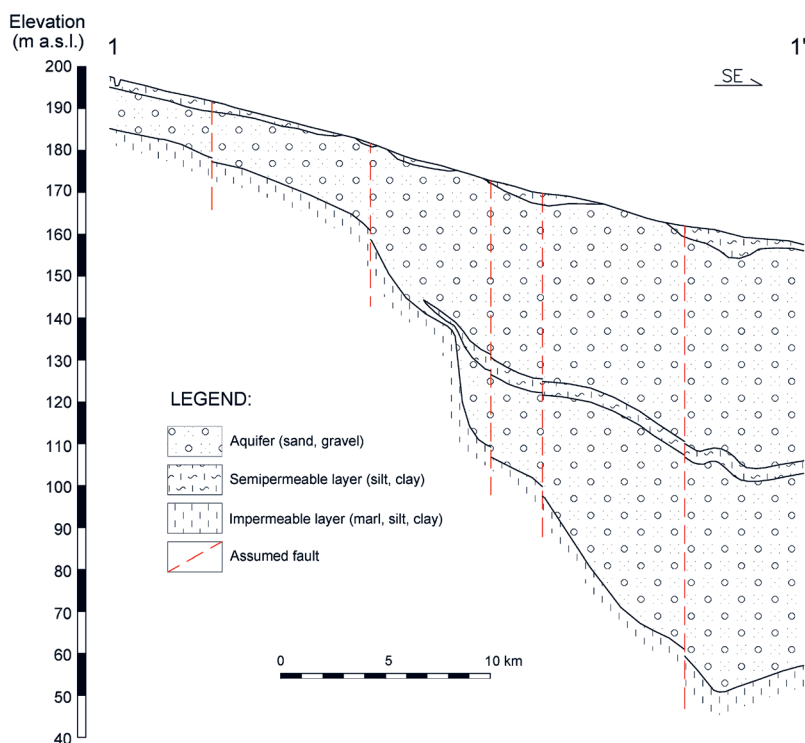 Elevation
(m a.s.l.)
1
1'
SE
200
190
180
170
160
150
140
130
120
110
100
90
80
70
60
50
40
LEGEND:
Aquifer (sand, gravel)
Semipermeable layer (silt, clay)
Impermeable layer (marl, silt, clay)
Assumed fault
0 5 10 km